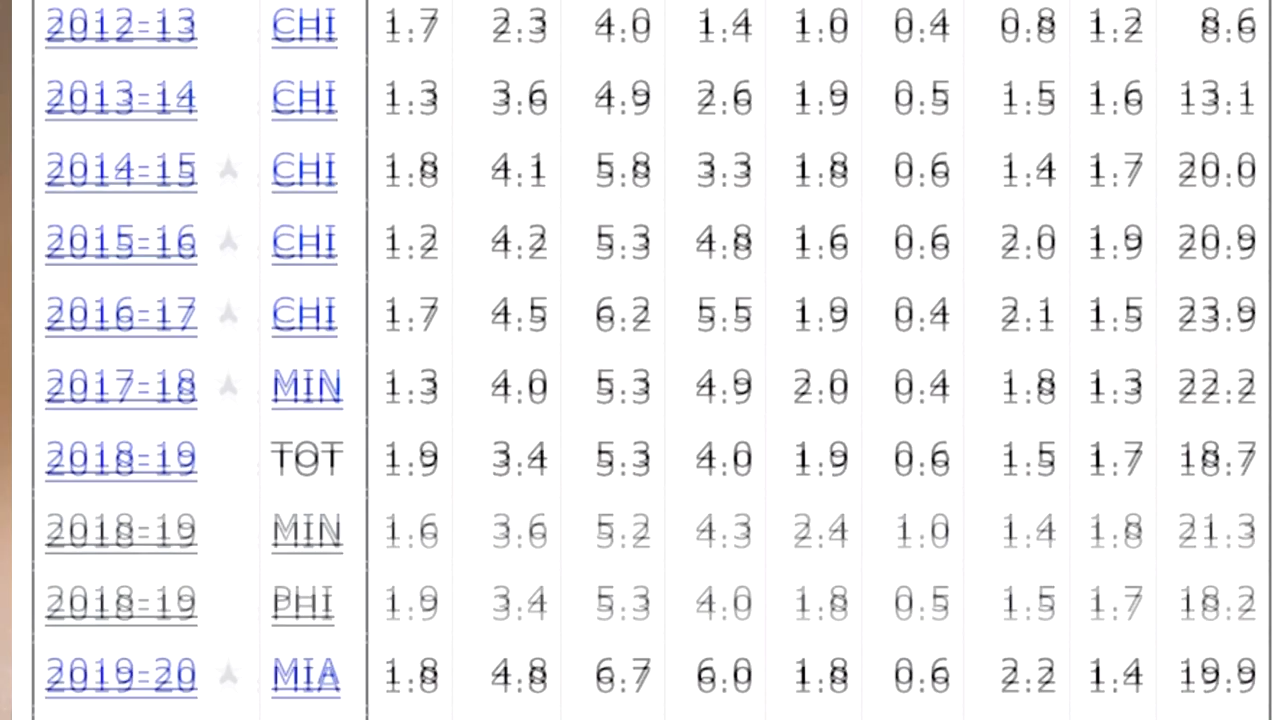 2012-13 CHI 1.7 2.3 4.0 1.4 1.0 0.4 0.8 1.2 8.6
2013-14 CHI 1.3 3.6 4.9 2.6 1.9 0.5 1.5 1.6 13.1
2014-15 CHI 1.8 4.1 5.8 3.3 1.8 0.6 1.4 1.7 20.0
2015-16 CHI 1.2 4.2 5.3 4.8 1.6 0.6 2.0 1.9 20.9
2016-17 CHI 1.7 4.5 6.2 5.5 1.9 0.4 2.1 1.5 23.9
2017-18 MIN 1.3 4.0 5.3 4.9 2.0 0.4 1.8 1.3 22.2
2018-19 TOT 1.9 3.4 5.3 4.0 1.9 0.6 1.5 1.7 18.7
2018-19 MIN 1.6 3.6 5.2 4.3 2.4 1.0 1.4 1.8 21.3
2018-19 PHI 1.9 3.4 5.3 4.0 1.8 0.5 1.5 1.7 18.2
2019-20 MIA 1.8 4.8 6.7 6.0 1.8 0.6 2.2 1.4 19.9